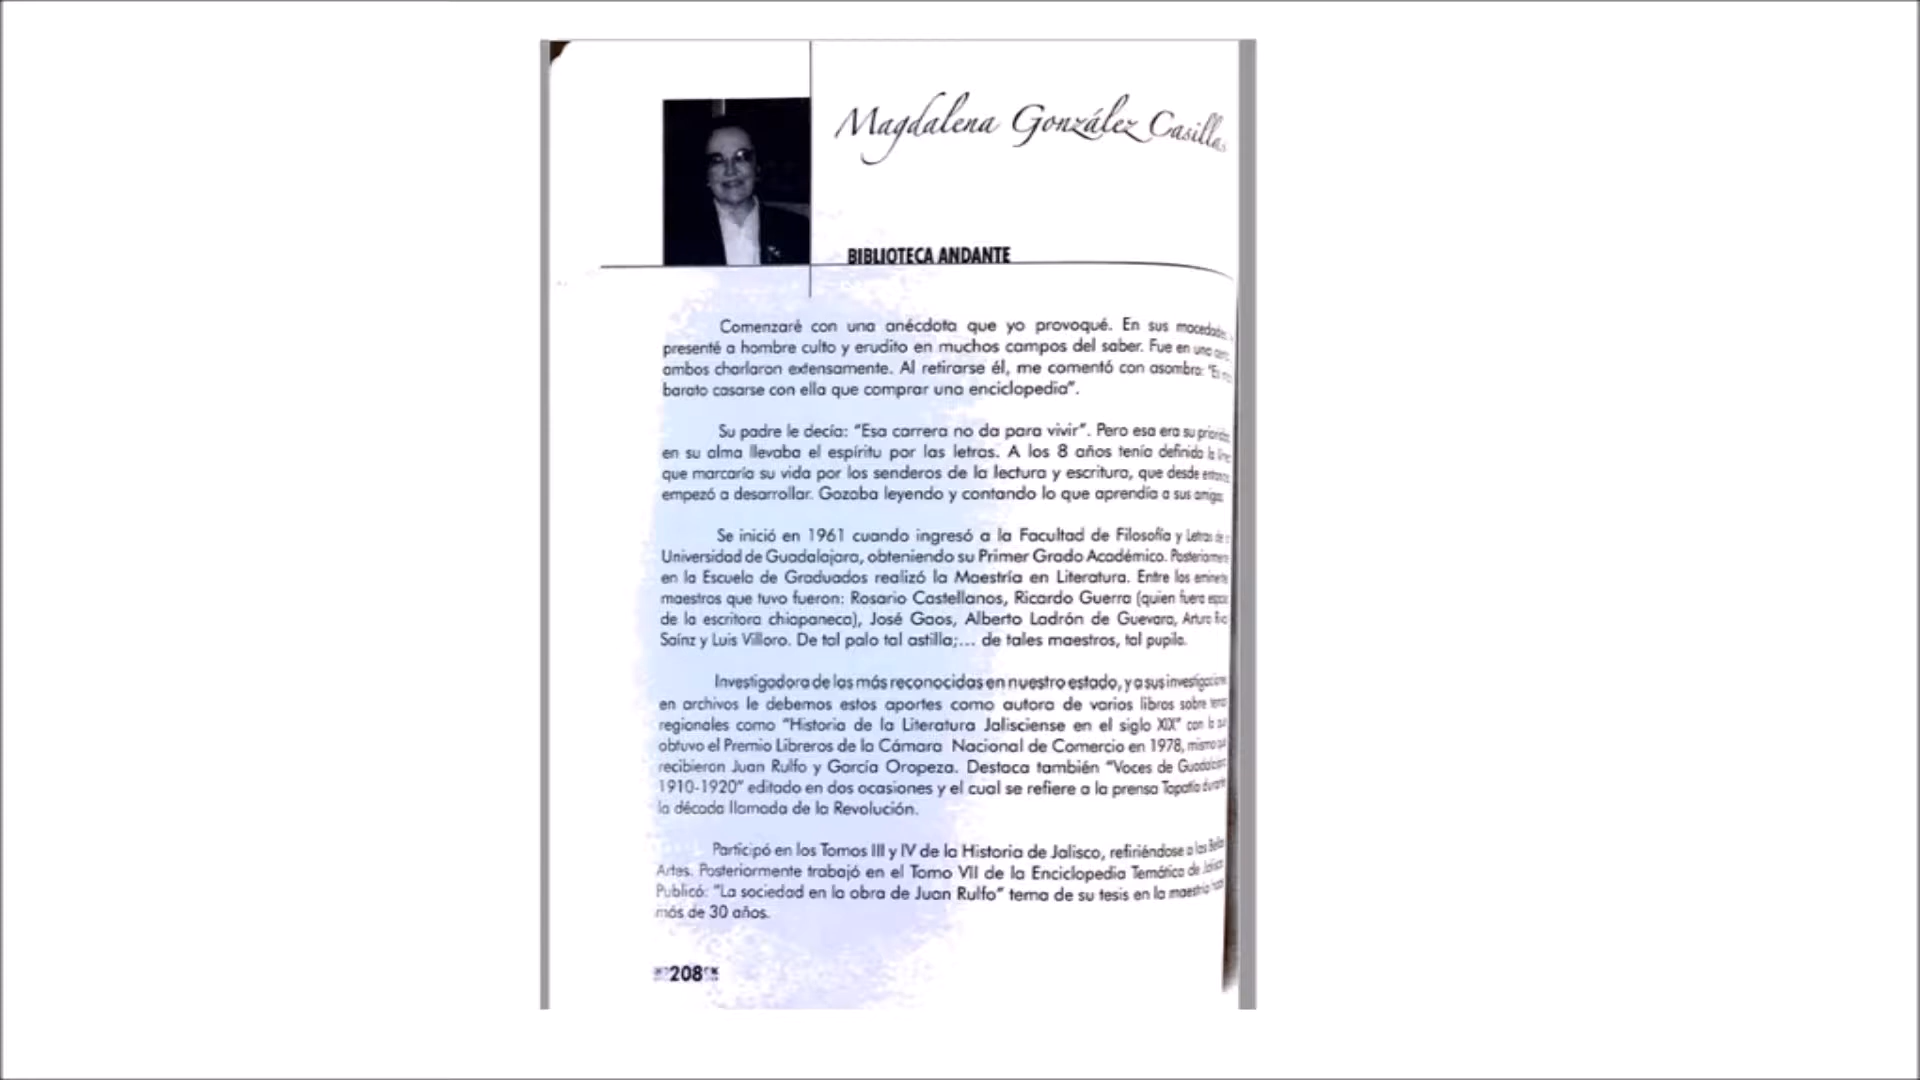 Magdalena González Casillas
BIBLIOTECA ANDANTE
Comenzaré con una anécdota que yo provoqué. En sus mocedades
presenté a hombre culto y erudito en muchos campos del saber. Fue en una
ambos charlaron extensamente. Al retirarse él, me comentó con asombro: "Es
barato casarse con ella que comprar una enciclopedia".
Su padre le decía: "Esa carrera no da para vivir". Pero esa era su
en su alma llevaba el espíritu por las letras. A los 8 años tenía definida la
que marcaría su vida por los senderos de la lectura y escritura, que desde entonces
empezó a desarrollar. Gozaba leyendo y contando lo que aprendía a sus
Se inició en 1961 cuando ingresó a la Facultad de Filosofía y Letras de
Universidad de Guadalajara, obteniendo su Primer Grado Académico. Posteriormente
en la Escuela de Graduados realizó la Maestría en Literatura. Entre los
maestros que tuvo fueron: Rosario Castellanos, Ricardo Guerra (quien fuera
de la escritora chiapaneca), José Gaos, Alberto Ladrón de Guevara, Arturo
Saínz y Luis Villoro. De tal palo tal astilla;... de tales maestros, tal pupila.
Investigadora de las más reconocidas en nuestro estado, y a sus investigaciones
en archivos le debemos estos aportes como autora de varios libros sobre
regionales como "Historia de la Literatura Jalisciense en el siglo XIX" con
obtuvo el Premio Libreros de la Cámara Nacional de Comercio en 1978, mismo
recibieron Juan Rulfo y García Oropeza. Destaca también "Voces de Guadalajara
1910-1920" editado en dos ocasiones y el cual se refiere a la prensa Tapatía durante
la década llamada de la Revolución.
Participó en los Tomos III y IV de la Historia de Jalisco, refiriéndose a las Bellas
Artes. Posteriormente trabajó en el Tomo VII de la Enciclopedia Temática de Jalisco
Publicó: "La sociedad en la obra de Juan Rulfo" tema de su tesis en la maestría
más de 30 años.
208